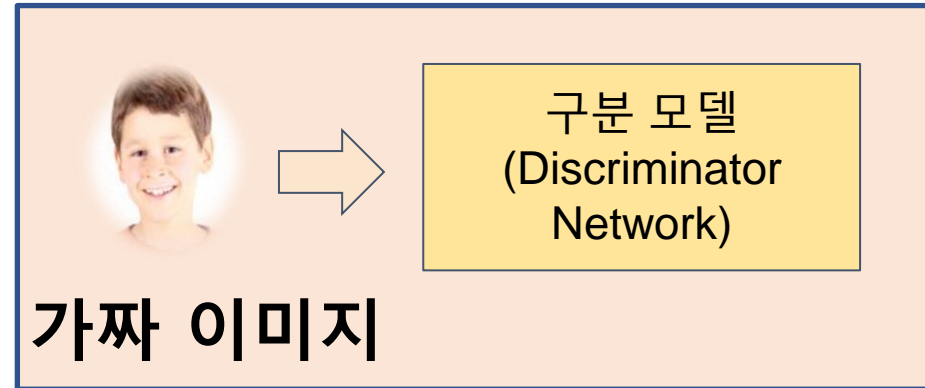 구분 모델
(Discriminator
Network)
가짜 이미지